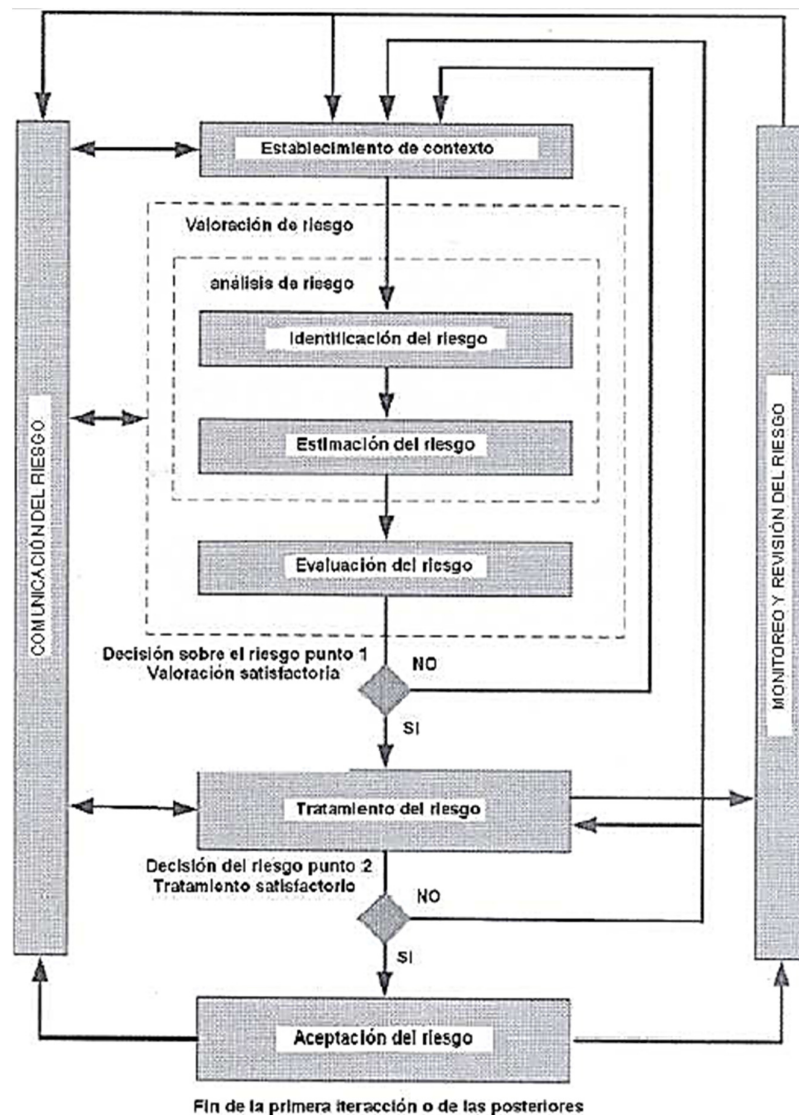 Establecimiento de contexto
Valoración de riesgo
análisis de riesgo
Identificación del riesgo
Estimación del riesgo
Evaluación del riesgo
COMUNICACIÓN DEL RIESGO.
MONITOREO Y REVISIÓN DEL RIESGO
Decisión sobre el riesgo punto 1
Valoración satisfactoria
NO
SI
Tratamiento del riesgo
Decisión del riesgo punto 2
Tratamiento satisfactorio
NO
SI
Aceptación del riesgo
Fin de la primera iteracción o de las posteriores